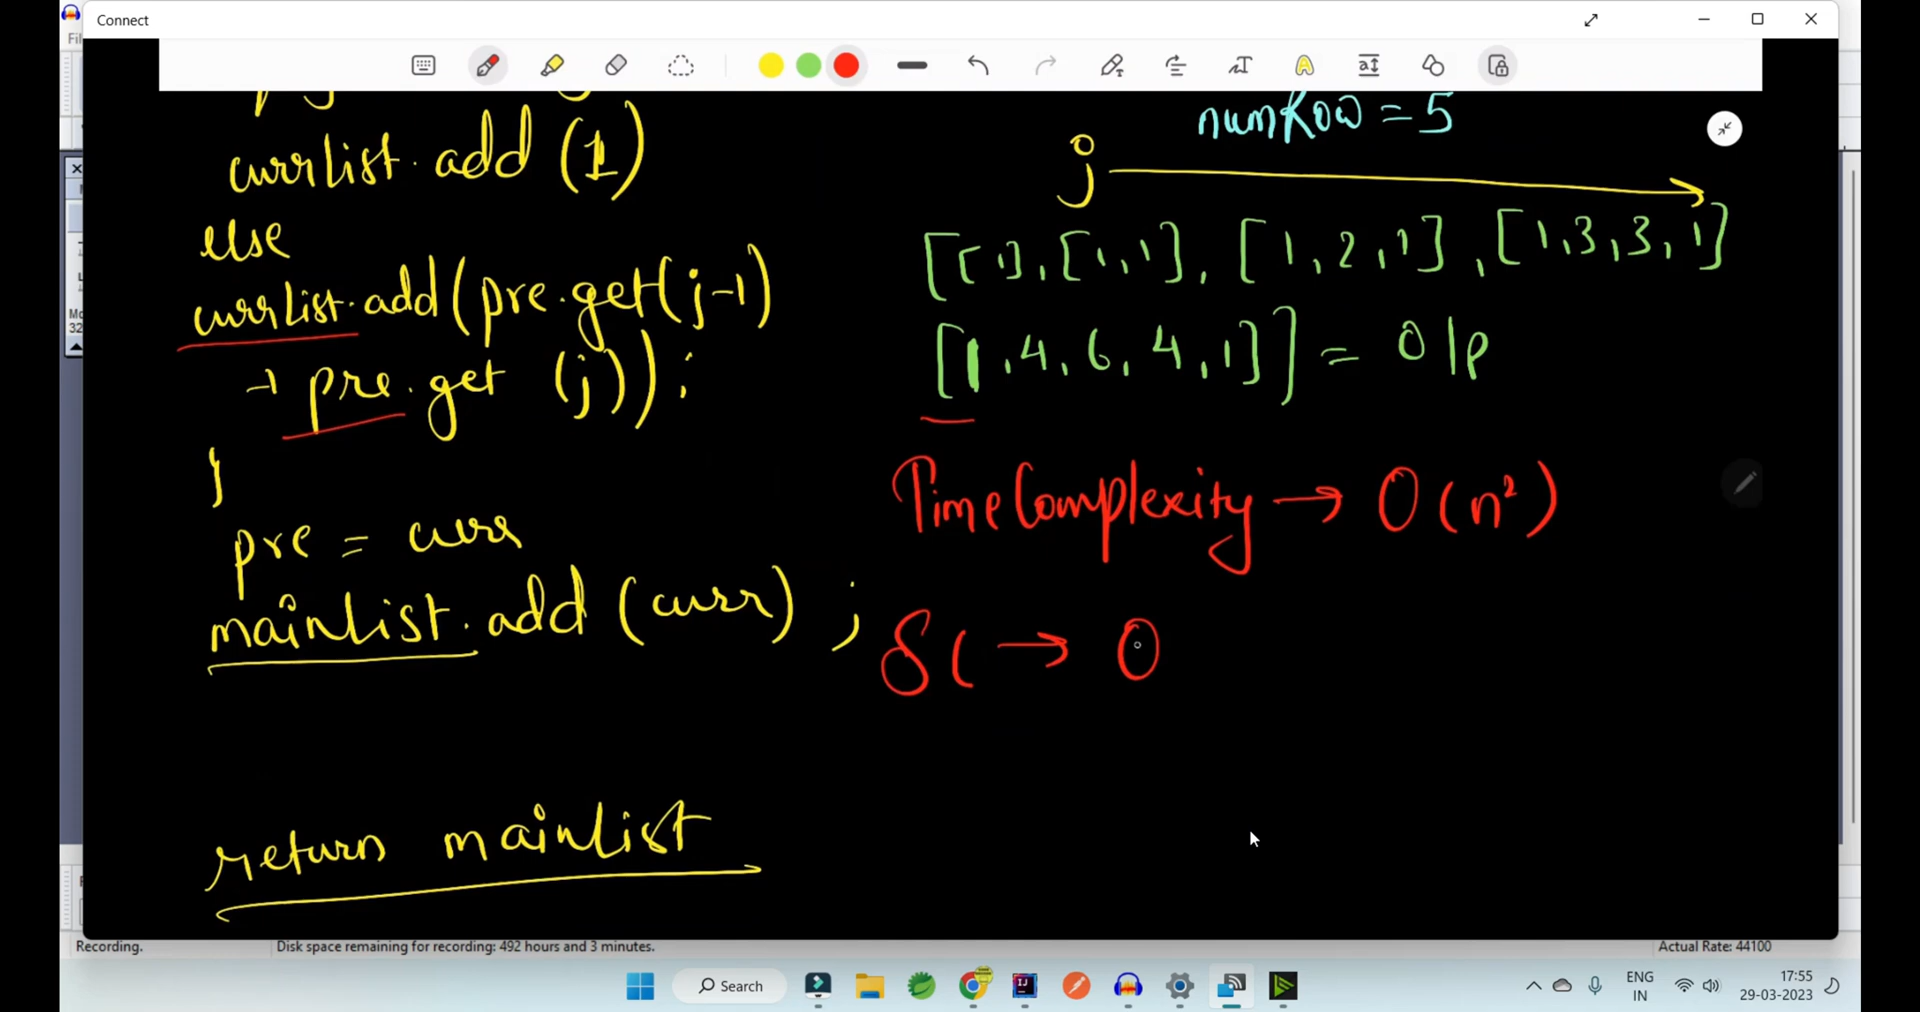 Connect
Fil
currlist.add (1)
else
currlist.add(pre.get(j-1)
pre.get (j));
}
pre = curr
mainlist.add (curr) ;
return mainlist
numRow = 5
j
[[1],[1,1], [1,2,1],[1,3,3,1]
[1,4,6,4,1]] = O|p
Time Complexity → O(n²)
S( → O
Recording.
Disk space remaining for recording: 492 hours and 3 minutes.
Actual Rate: 44100
Search
ENG
IN
17:55
29-03-2023